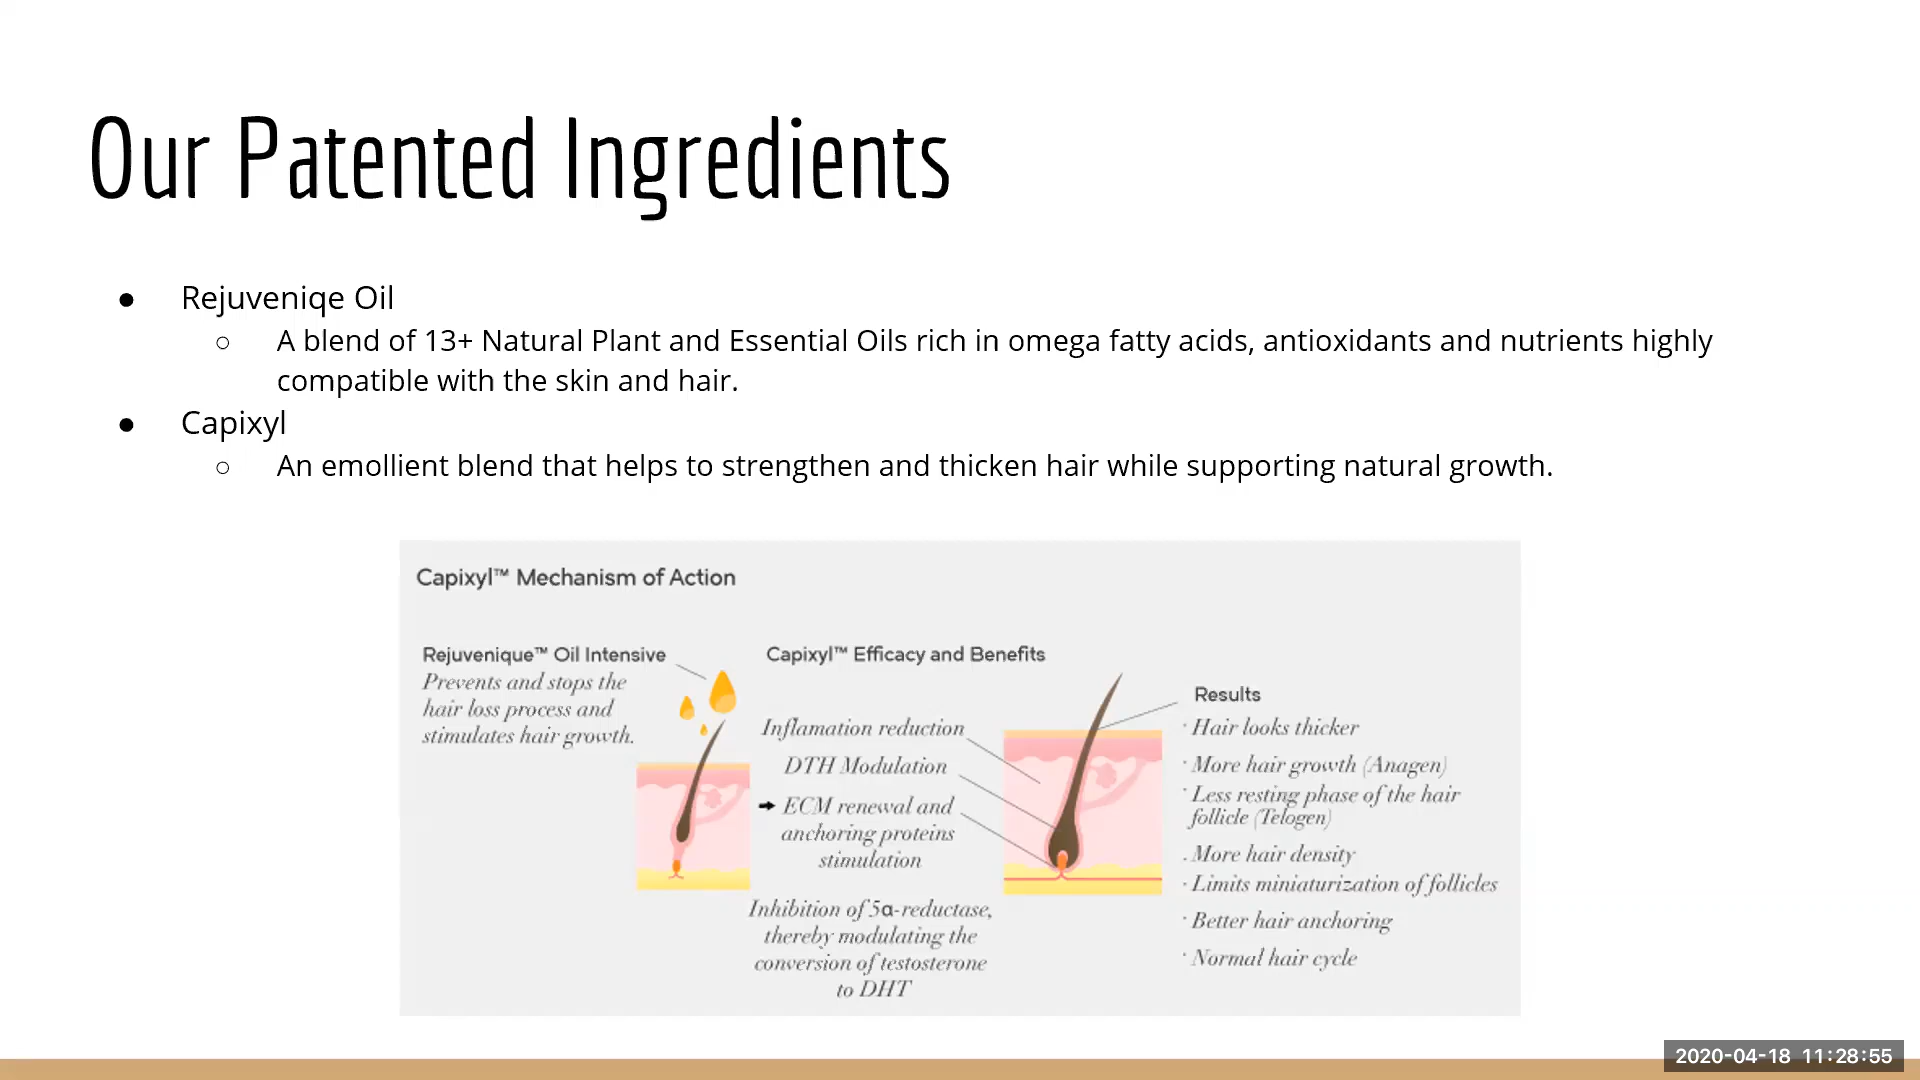 Our Patented Ingredients
● Rejuveniqe Oil
○ A blend of 13+ Natural Plant and Essential Oils rich in omega fatty acids, antioxidants and nutrients highly
compatible with the skin and hair.
● Capixyl
○ An emollient blend that helps to strengthen and thicken hair while supporting natural growth.
Capixyl™ Mechanism of Action
Rejuvenique™ Oil Intensive
Prevents and stops the
hair loss process and
stimulates hair growth.
Capixyl™ Efficacy and Benefits
Inflamation reduction
DTH Modulation
ECM renewal and
anchoring proteins
stimulation
Inhibition of 5α-reductase,
thereby modulating the
conversion of testosterone
to DHT
Results
· Hair looks thicker
· More hair growth (Anagen)
· Less resting phase of the hair
follicle (Telogen)
. More hair density
· Limits miniaturization of follicles
· Better hair anchoring
· Normal hair cycle
2020-04-18 11:28:55